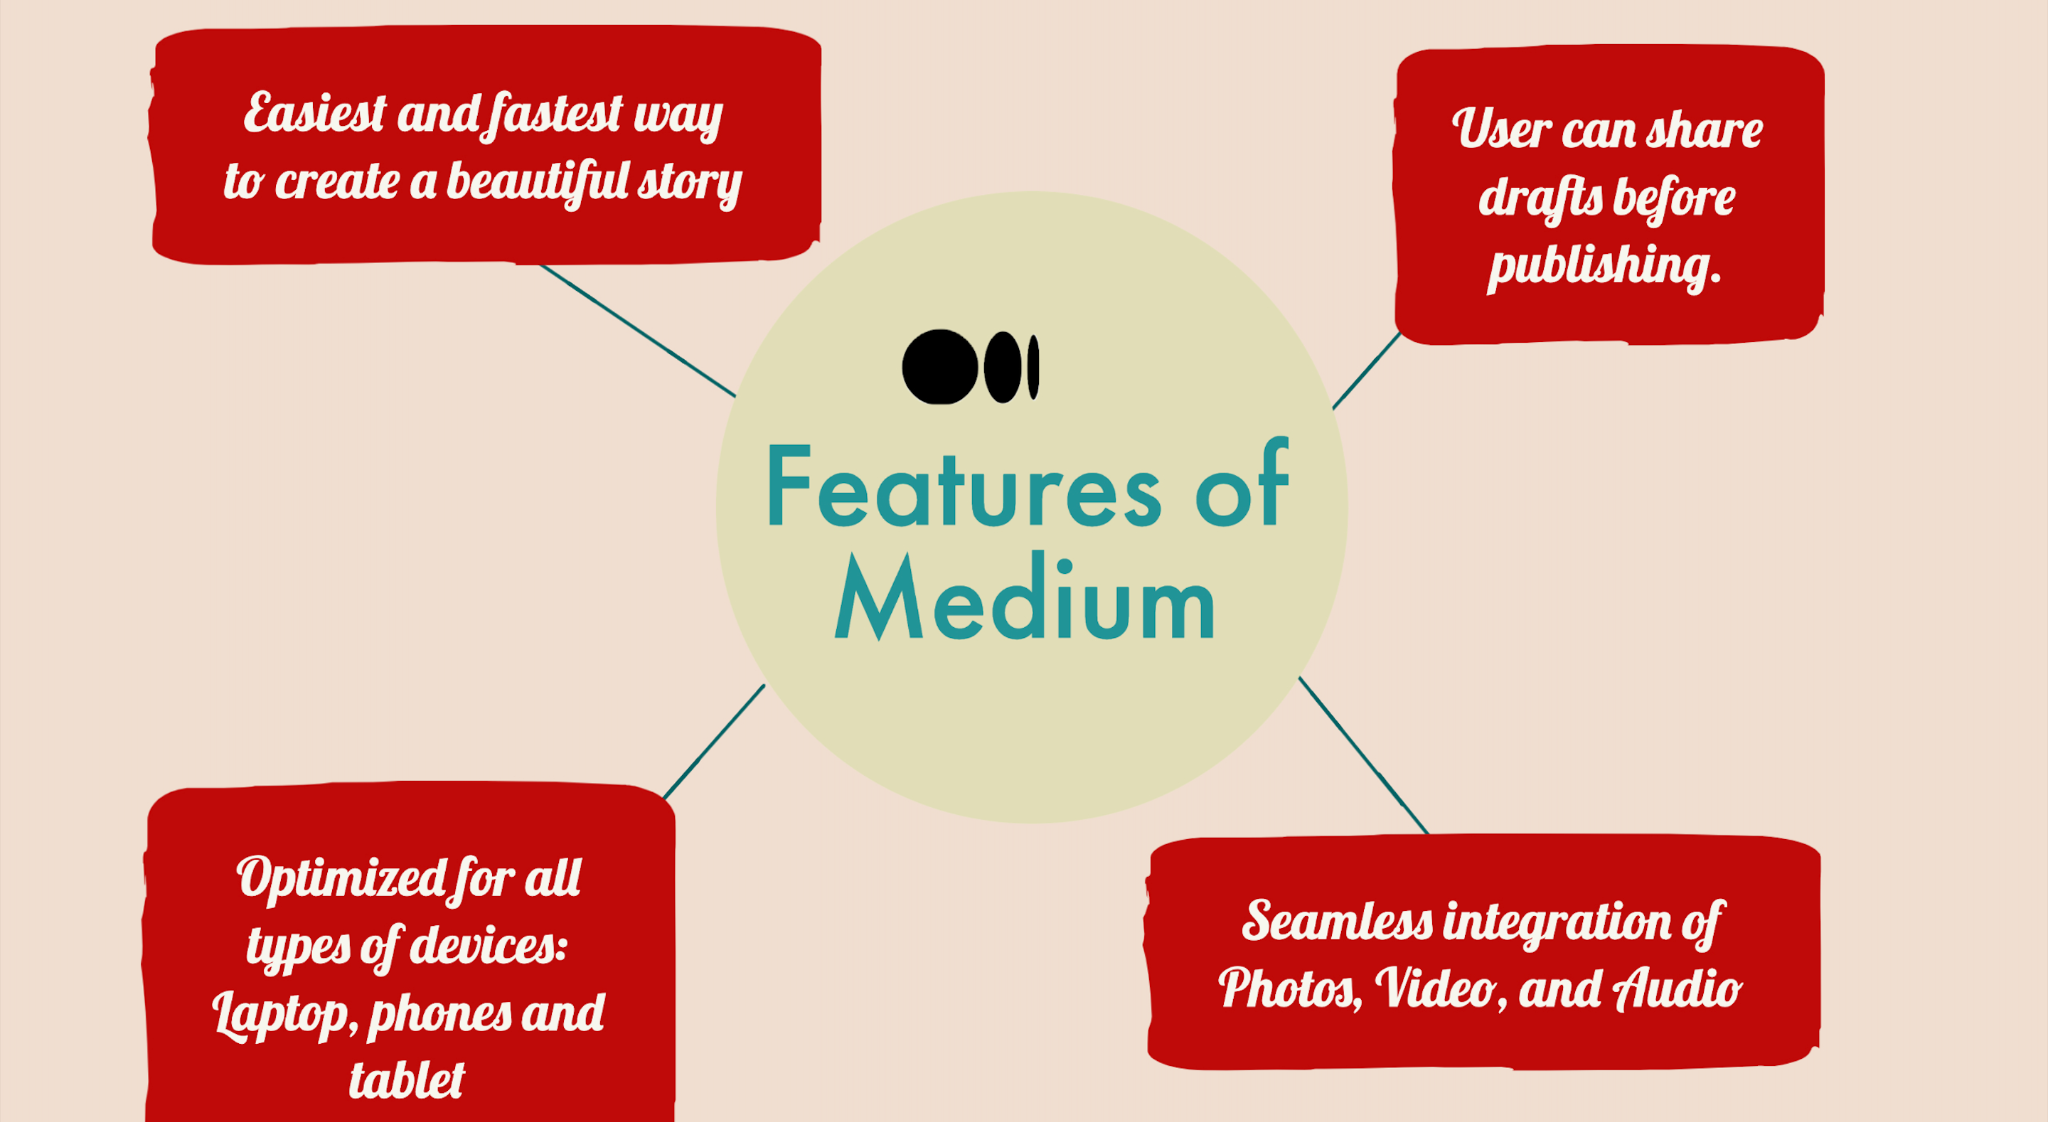 Easiest and fastest way
to create a beautiful story
User can share
drafts before
publishing.
Features of
Medium
Optimized for all
types of devices:
Laptop, phones and
tablet
Seamless integration of
Photos, Video, and Audio